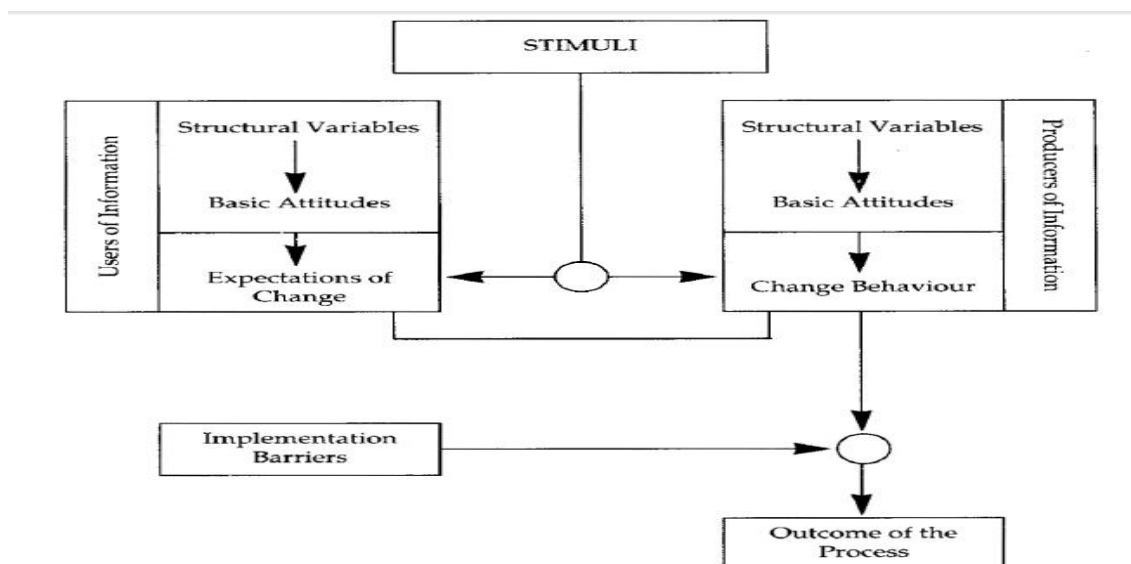 STIMULI
Users of Information
Structural Variables
Basic Attitudes
Expectations of
Change
Structural Variables
Basic Attitudes
Change Behaviour
Producers of Information
Implementation
Barriers
Outcome of the
Process